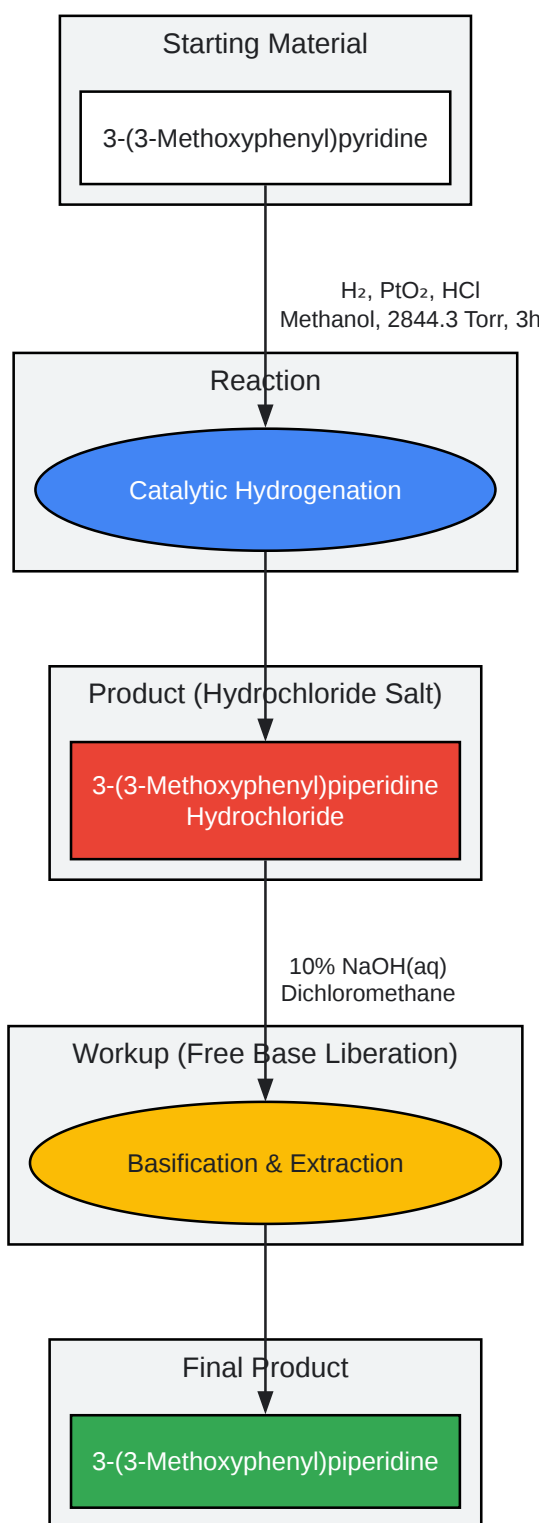 Starting Material
3-(3-Methoxyphenyl)pyridine
H₂, PtO₂, HCl
Methanol, 2844.3 Torr, 3h
Reaction
Catalytic Hydrogenation
Product (Hydrochloride Salt)
3-(3-Methoxyphenyl)piperidine
Hydrochloride
10% NaOH(aq)
Dichloromethane
Workup (Free Base Liberation)
Basification & Extraction
Final Product
3-(3-Methoxyphenyl)piperidine